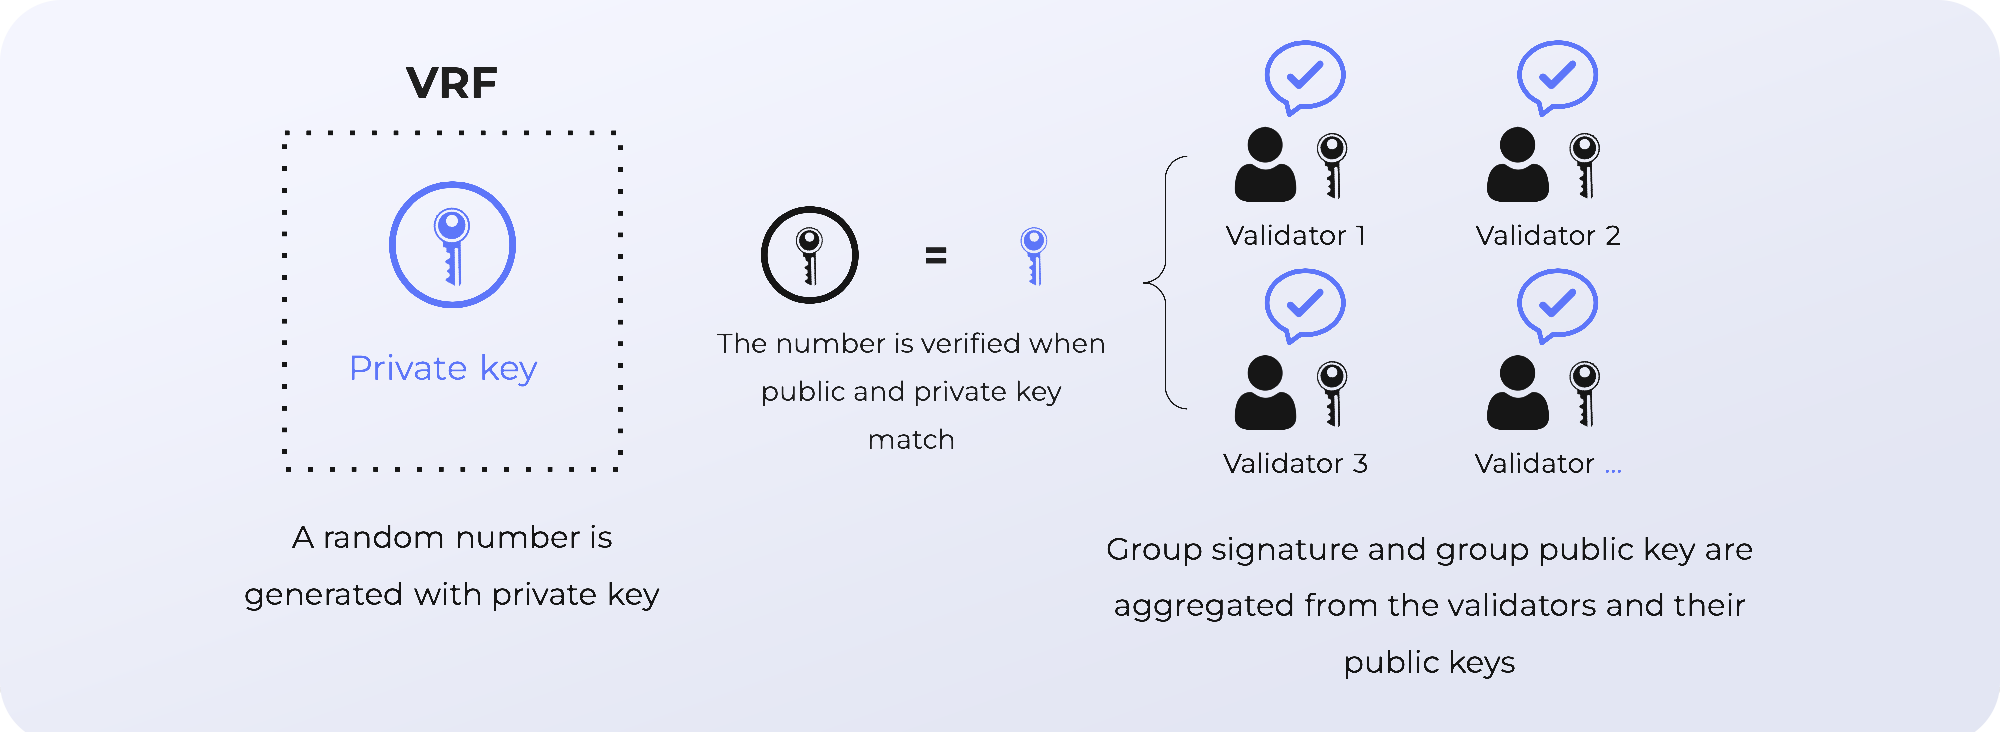 VRF
Private key
A random number is
generated with private key
=
The number is verified when
public and private key
match
Validator 1
Validator 2
Validator 3
Validator ...
Group signature and group public key are
aggregated from the validators and their
public keys